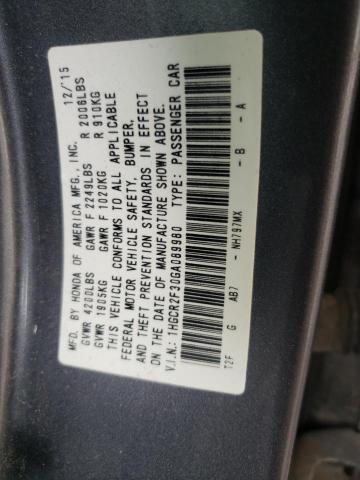 MFD. BY HONDA OF AMERICA MFG., INC. 12/15
GVWR 4200LBS GAWR F 2249LBS R 2006LBS
GVWR 1905KG GAWR F 1020KG R 910KG
THIS VEHICLE CONFORMS TO ALL APPLICABLE
FEDERAL MOTOR VEHICLE SAFETY, BUMPER,
AND THEFT PREVENTION STANDARDS IN EFFECT
ON THE DATE OF MANUFACTURE SHOWN ABOVE.
V.I.N.: 1HGCR2F30GA089980 TYPE: PASSENGER CAR
T2F G AB7 - NH797MX - B - A